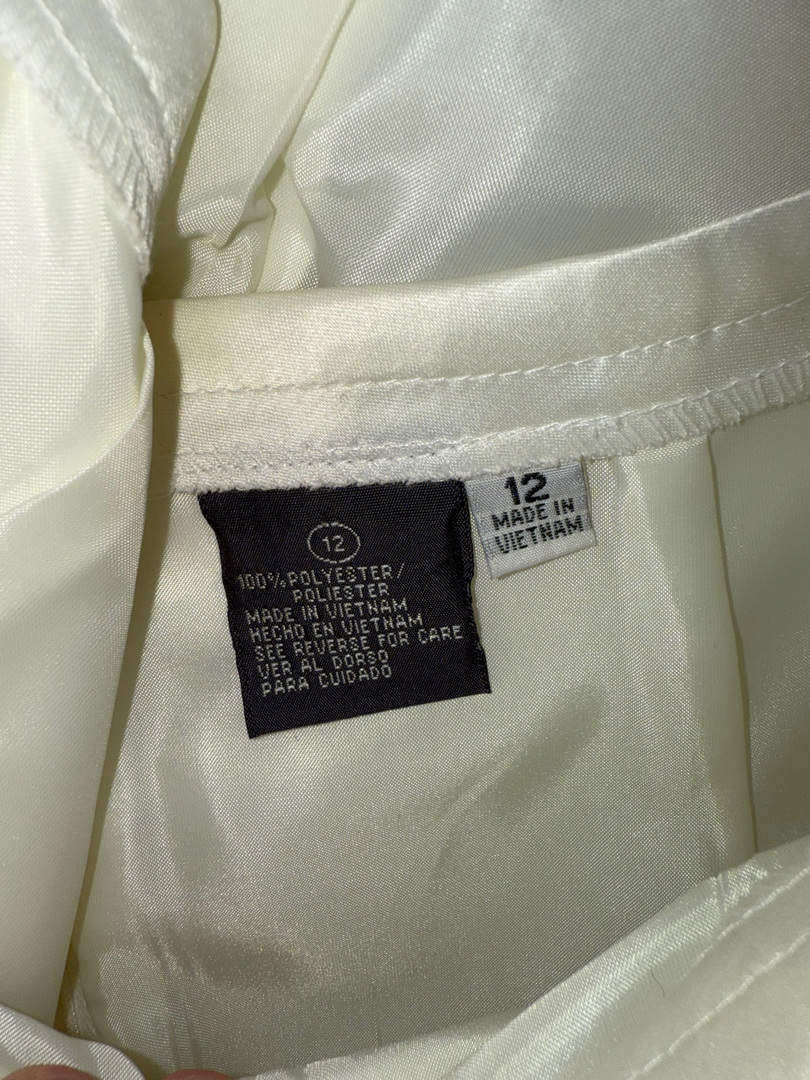 12
100% POLYESTER/
POLIESTER
MADE IN VIETNAM
HECHO EN VIETNAM
SEE REVERSE FOR CARE
VER AL DORSO
PARA CUIDADO
12
MADE IN
VIETNAM